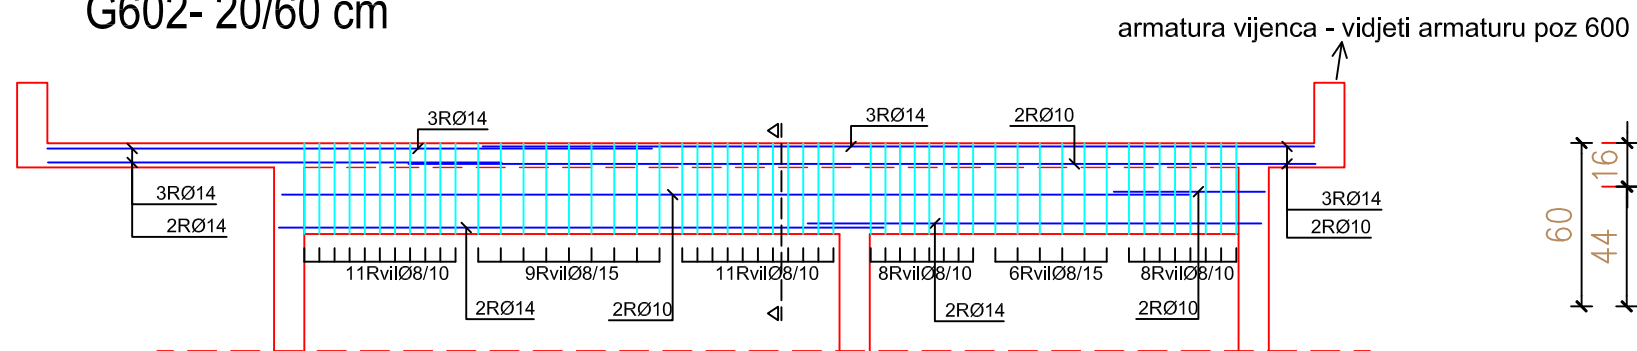 G602- 20/60 cm
armatura vijenca - vidjeti armaturu poz 600
3RØ14
3RØ14
2RØ10
3RØ14
2RØ14
3RØ14
2RØ10
11RvilØ8/10
9RvilØ8/15
11RvilØ8/10
8RvilØ8/10
6RvilØ8/15
8RvilØ8/10
2RØ14
2RØ10
2RØ14
2RØ10
60
16
44